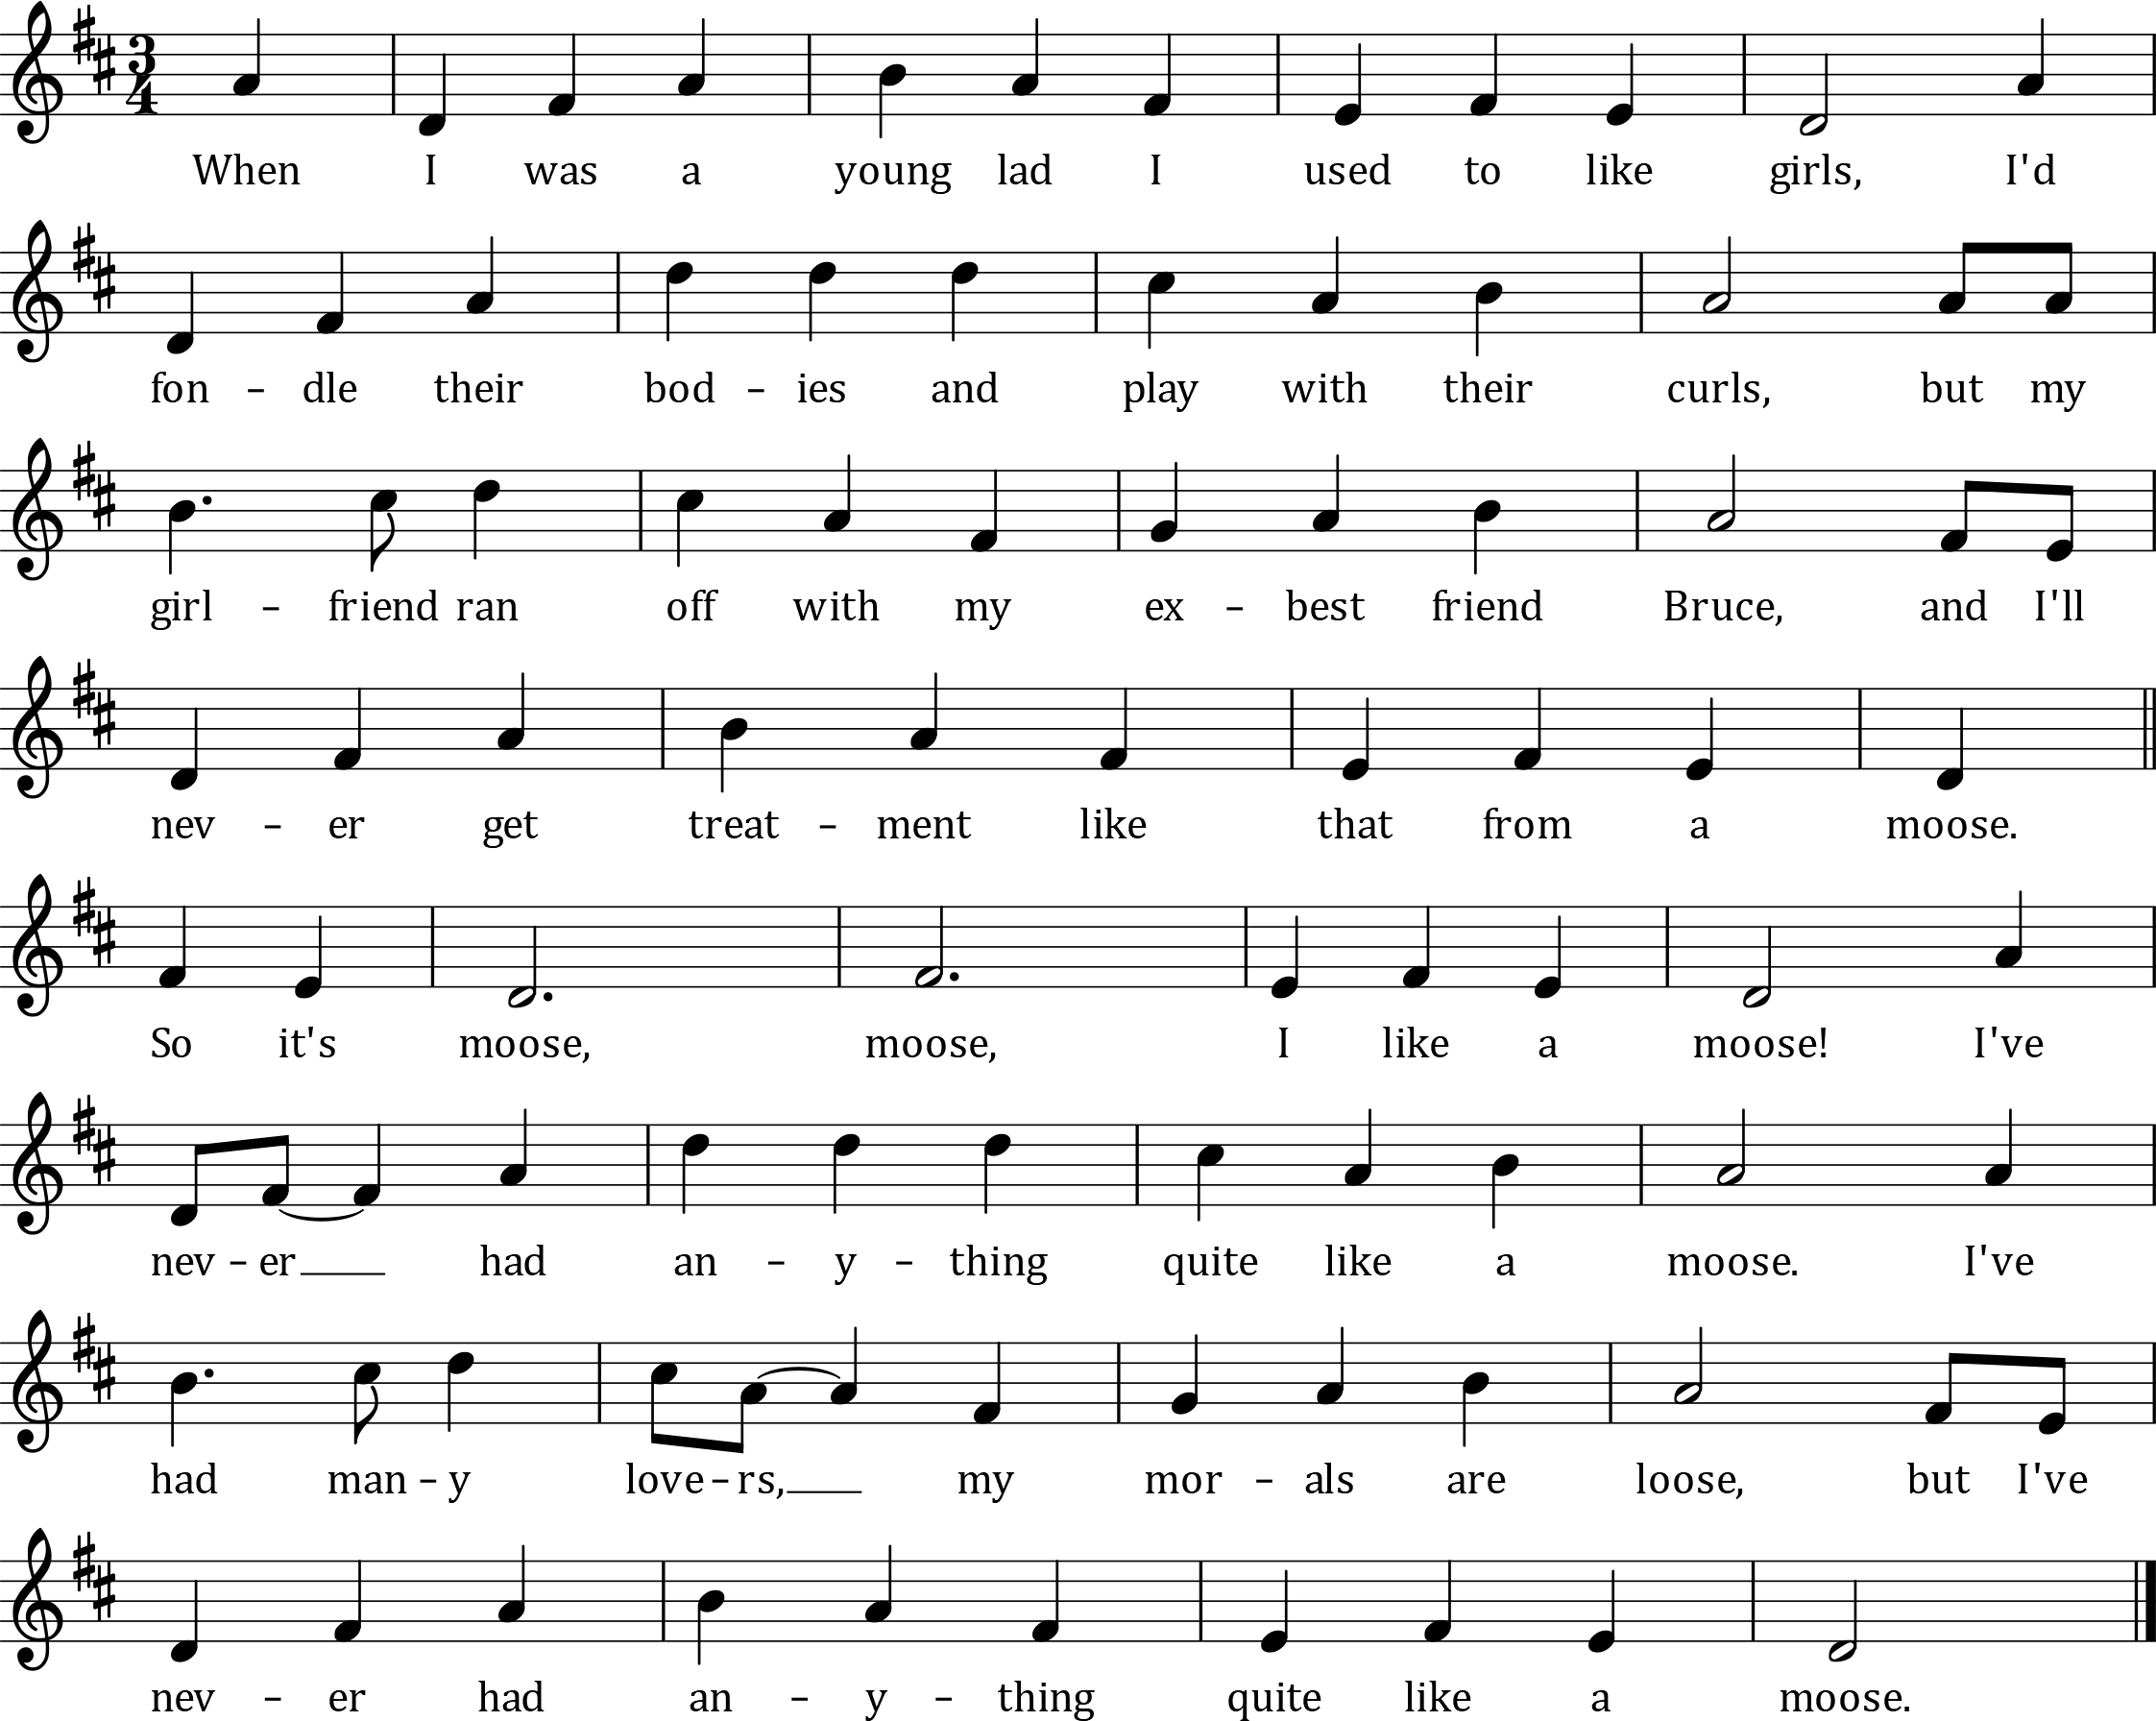 3
4
When I was a young lad I used to like girls, I'd
fon - dle their bod - ies and play with their curls, but my
girl - friend ran off with my ex - best friend Bruce, and I'll
nev - er get treat - ment like that from a moose.
So it's moose, moose, I like a moose! I've
nev - er had an - y - thing quite like a moose. I've
had man - y love - rs, my mor - als are loose, but I've
nev - er had an - y - thing quite like a moose.